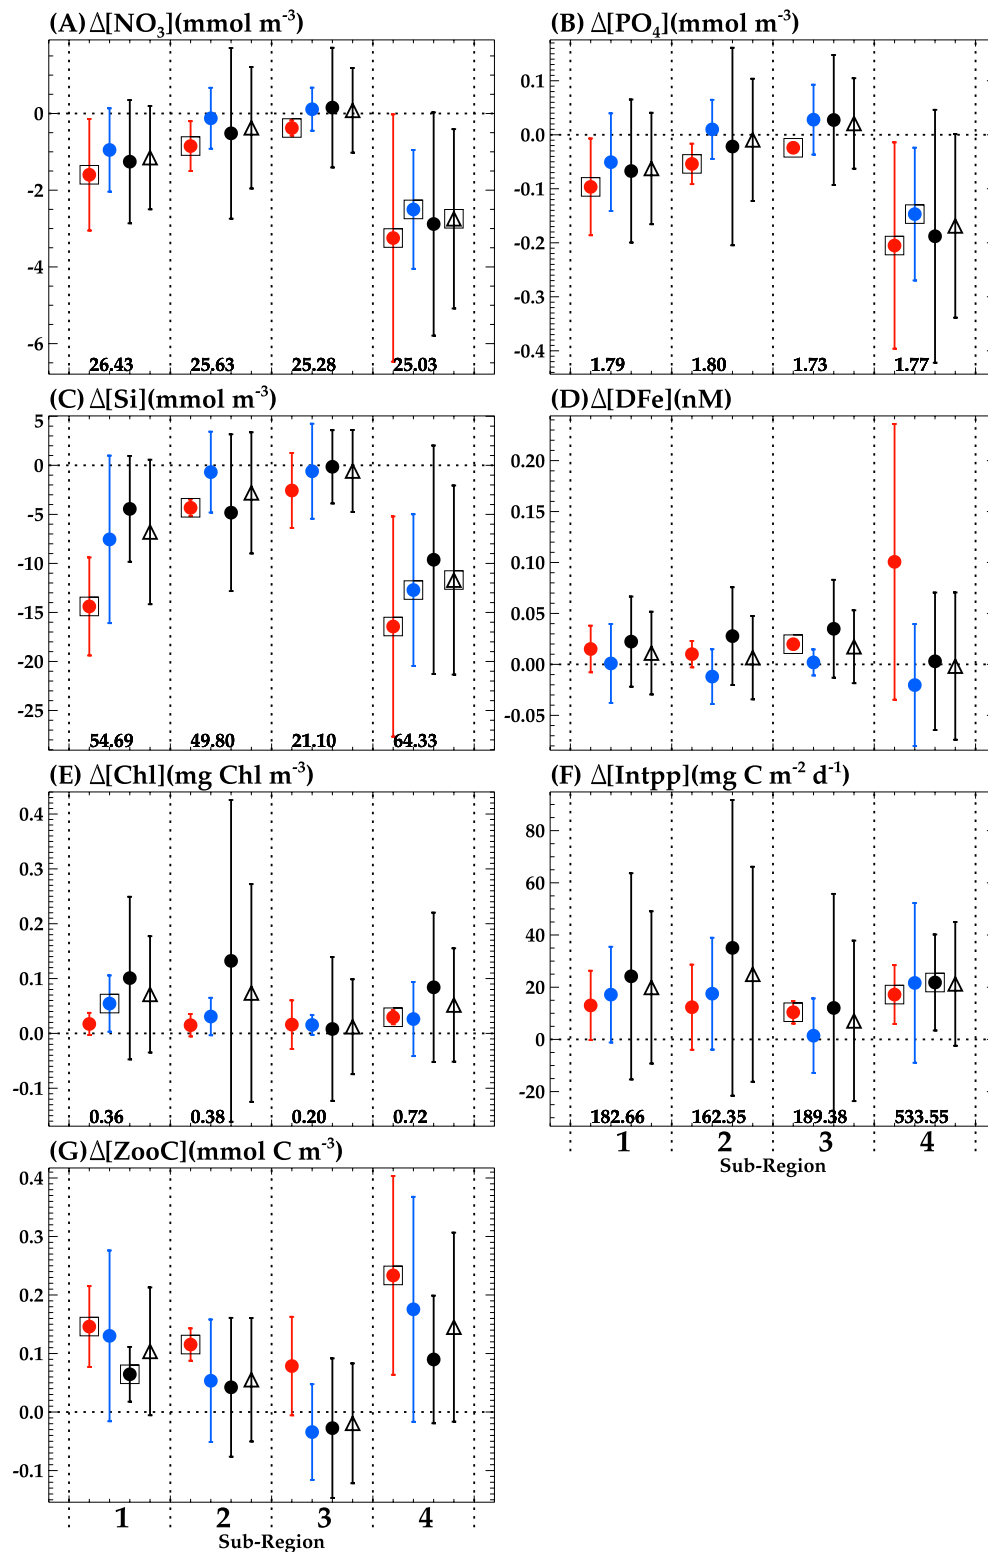 (A) Δ[NO3](mmol m-3)
0
-2
-4
-6
26.43 25.63 25.28 25.03
(B) Δ[PO4](mmol m-3)
0.1
0.0
-0.1
-0.2
-0.3
-0.4
1.79 1.80 1.73 1.77
(C) Δ[Si](mmol m-3)
5
0
-5
-10
-15
-20
-25
54.69 49.80 21.10 64.33
(D) Δ[DFe](nM)
0.20
0.15
0.10
0.05
0.00
-0.05
(E) Δ[Chl](mg Chl m-3)
0.4
0.3
0.2
0.1
0.0
-0.1
0.36 0.38 0.20 0.72
(F) Δ[Intpp](mg C m-2 d-1)
80
60
40
20
0
-20
182.66 162.35 189.38 533.55
1 2 3 4
Sub-Region
(G) Δ[ZooC](mmol C m-3)
0.4
0.3
0.2
0.1
0.0
-0.1
1 2 3 4
Sub-Region